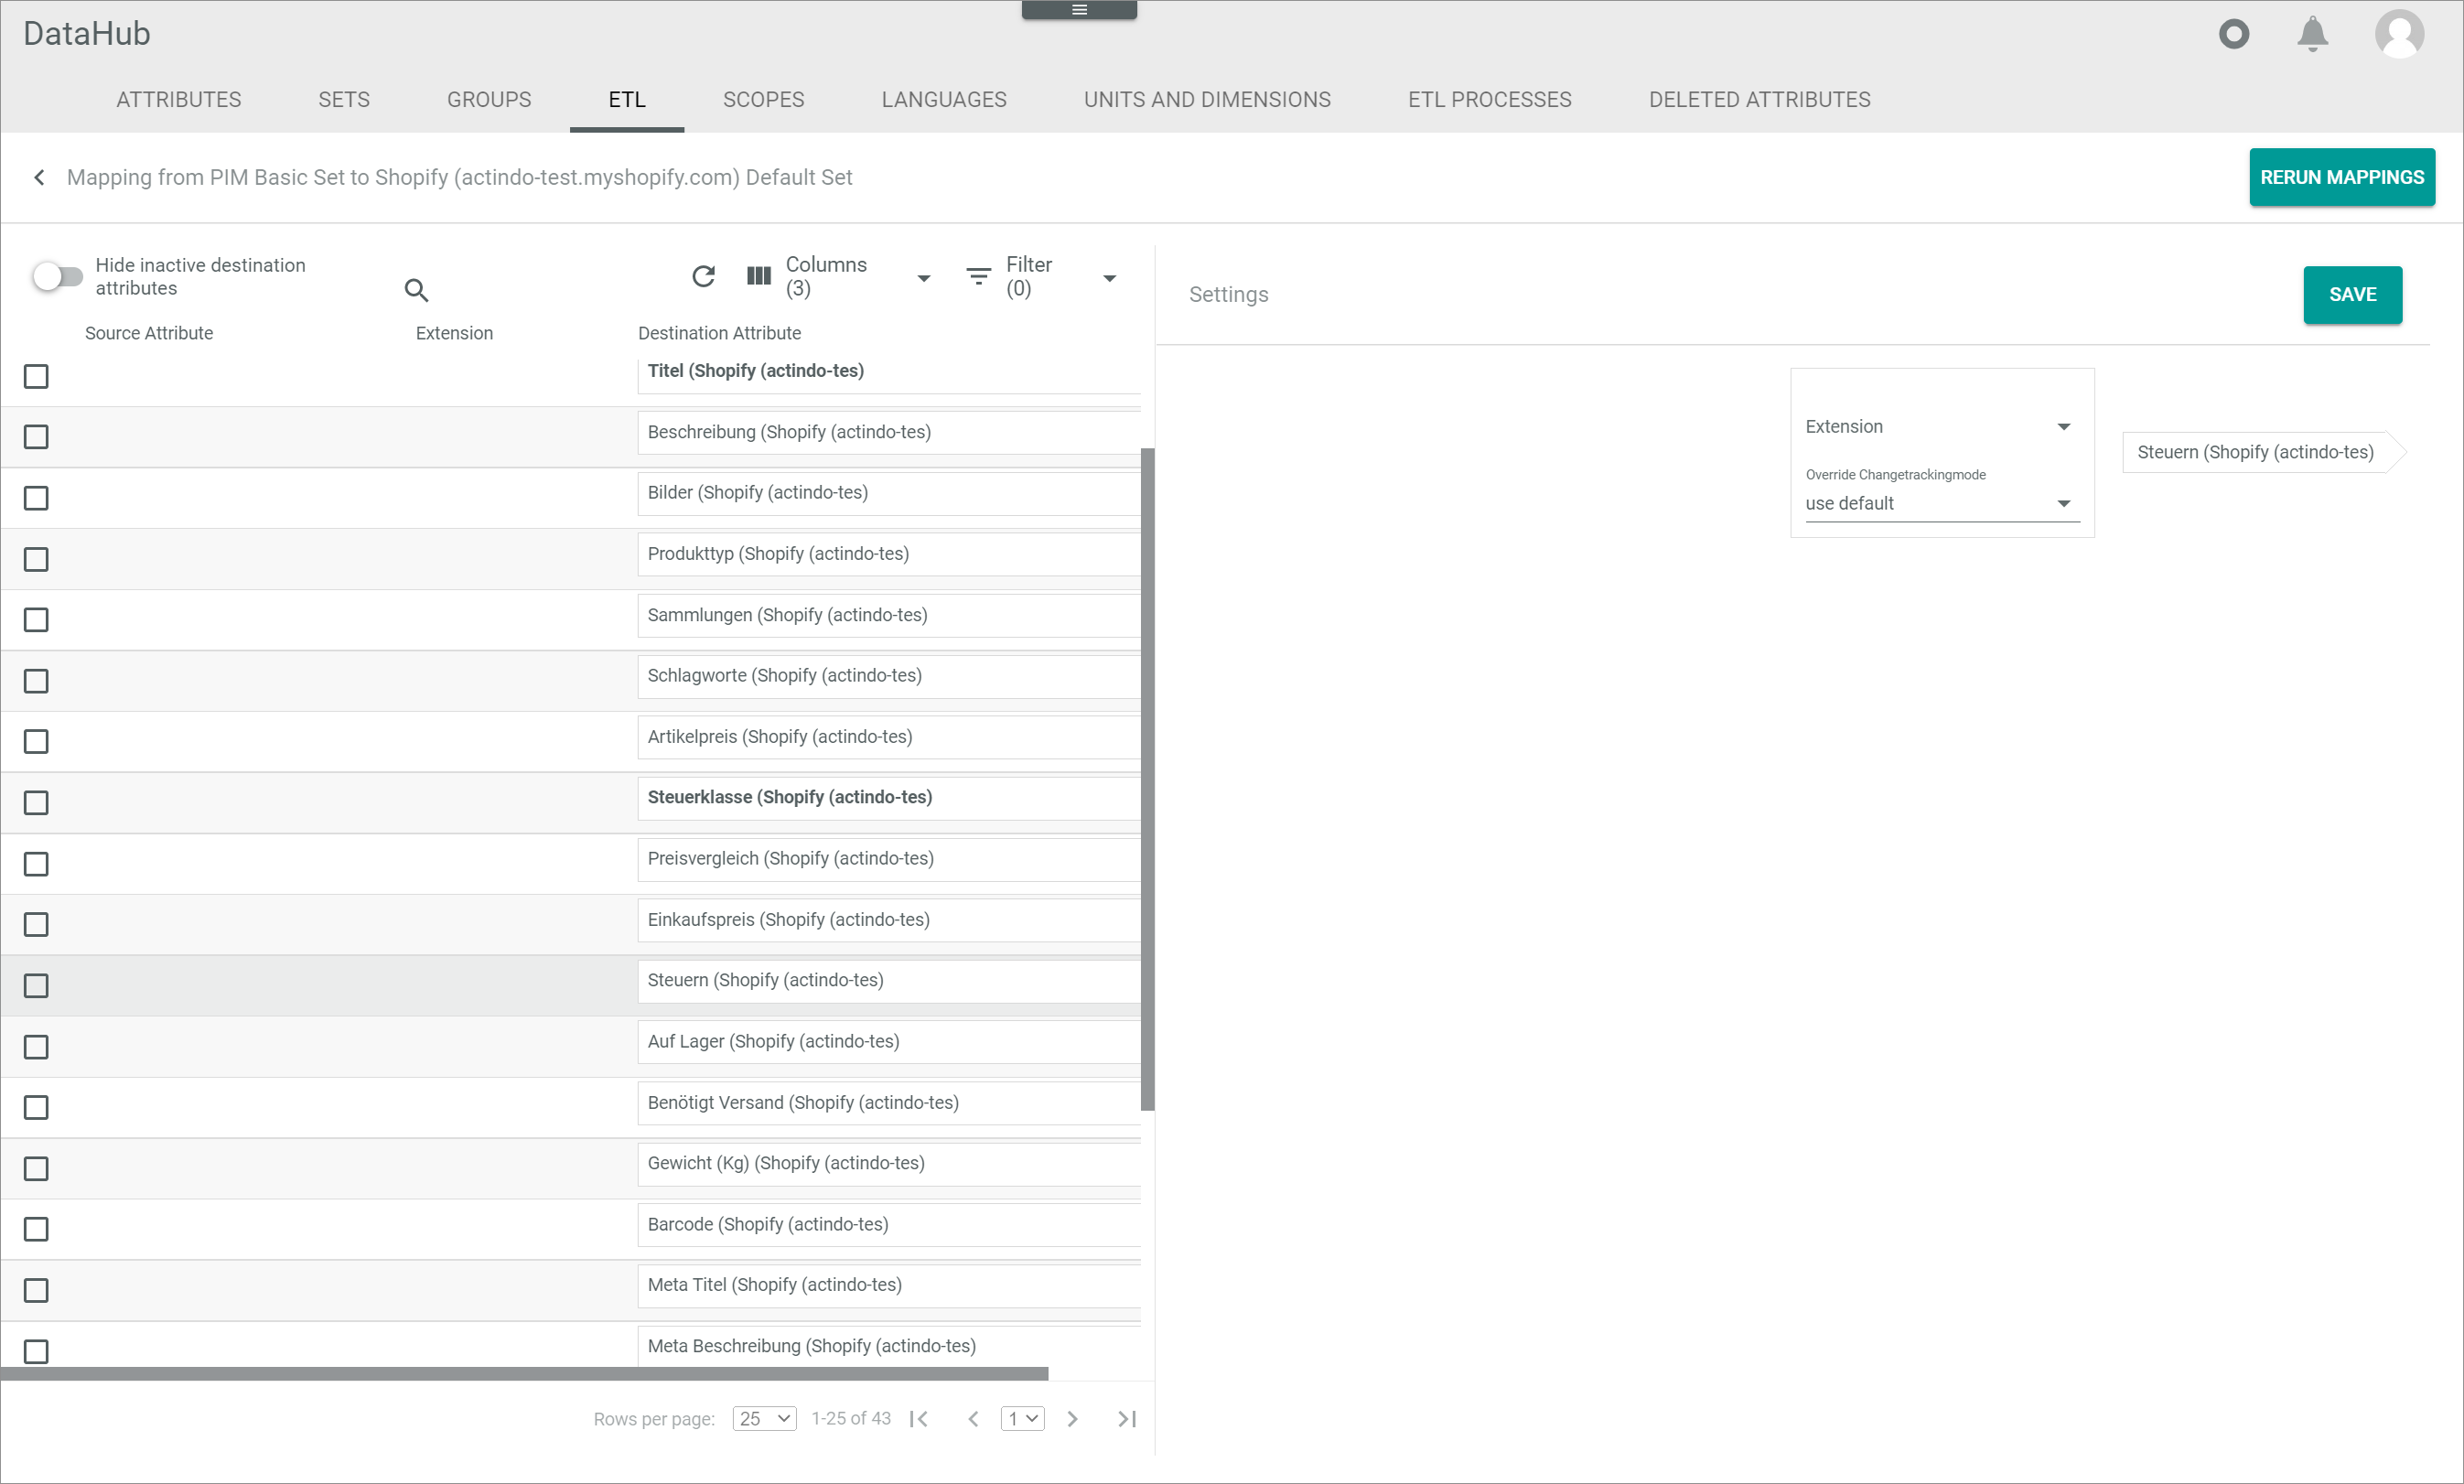 DataHub
ATTRIBUTES SETS GROUPS ETL SCOPES LANGUAGES UNITS AND DIMENSIONS ETL PROCESSES DELETED ATTRIBUTES
Mapping from PIM Basic Set to Shopify (actindo-test.myshopify.com) Default Set
RERUN MAPPINGS
Hide inactive destination
attributes
Columns
(3)
Filter
(0)
Source Attribute Extension Destination Attribute
Titel (Shopify (actindo-tes)
Beschreibung (Shopify (actindo-tes)
Bilder (Shopify (actindo-tes)
Produkttyp (Shopify (actindo-tes)
Sammlungen (Shopify (actindo-tes)
Schlagworte (Shopify (actindo-tes)
Artikelpreis (Shopify (actindo-tes)
Steuerklasse (Shopify (actindo-tes)
Preisvergleich (Shopify (actindo-tes)
Einkaufspreis (Shopify (actindo-tes)
Steuern (Shopify (actindo-tes)
Auf Lager (Shopify (actindo-tes)
Benötigt Versand (Shopify (actindo-tes)
Gewicht (Kg) (Shopify (actindo-tes)
Barcode (Shopify (actindo-tes)
Meta Titel (Shopify (actindo-tes)
Meta Beschreibung (Shopify (actindo-tes)
Rows per page: 25 1-25 of 43 1
Settings
SAVE
Extension
Override Changetrackingmode
use default
Steuern (Shopify (actindo-tes)